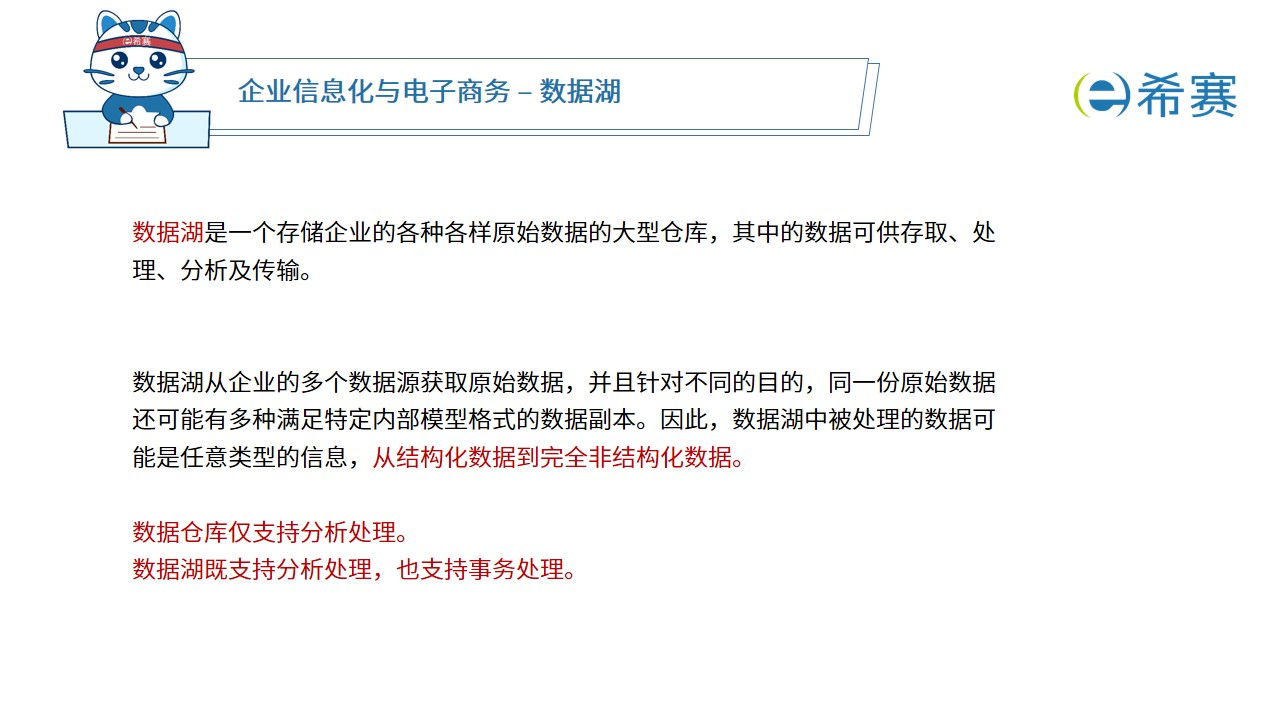 希赛
企业信息化与电子商务 – 数据湖
希赛
数据湖是一个存储企业的各种各样原始数据的大型仓库，其中的数据可供存取、处
理、分析及传输。
数据湖从企业的多个数据源获取原始数据，并且针对不同的目的，同一份原始数据
还可能有多种满足特定内部模型格式的数据副本。因此，数据湖中被处理的数据可
能是任意类型的信息，从结构化数据到完全非结构化数据。
数据仓库仅支持分析处理。
数据湖既支持分析处理，也支持事务处理。